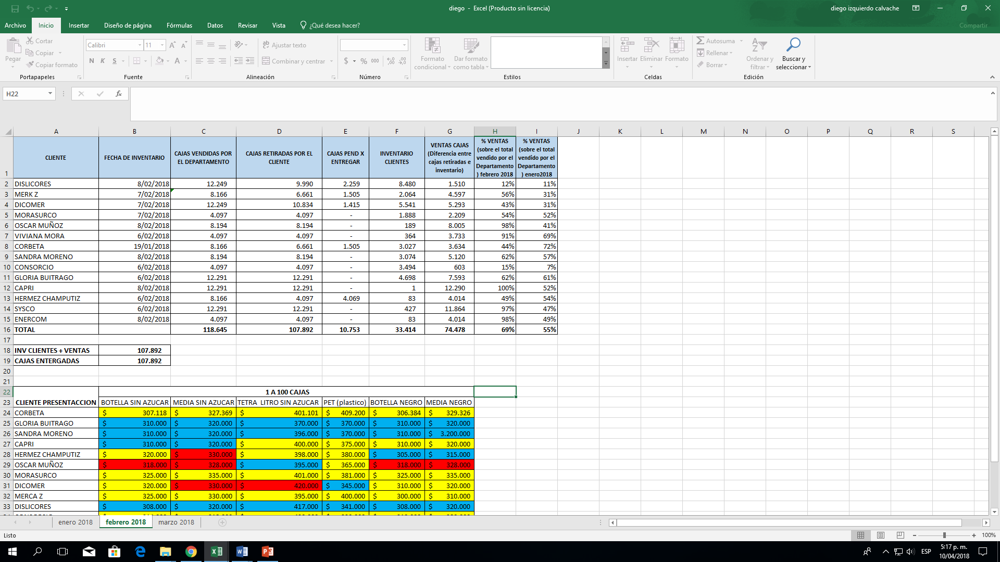 diego - Excel (Producto sin licencia)
diego izquierdo calvache
Archivo Inicio Insertar Diseño de página Fórmulas Datos Revisar Vista ¿Qué desea hacer? Compartir
Pegar Cortar Copiar Copiar formato
Calibri 11
N K S
Ajustar texto
Combinar y centrar
$ % 000
Formato condicional
Dar formato como tabla
Insertar Eliminar Formato
Autosuma Rellenar Borrar
Ordenar y filtrar
Buscar y seleccionar
Portapapeles Fuente Alineación Número Estilos Celdas Edición
H22 fx
A B C D E F G H I J K L M N O P Q R S
1 CLIENTE FECHA DE INVENTARIO CAJAS VENDIDAS POR EL DEPARTAMENTO CAJAS RETIRADAS POR EL CLIENTE CAJAS PEND X ENTREGAR INVENTARIO CLIENTES VENTAS CAJAS (Diferencia entre cajas retiradas e inventario) % VENTAS (sobre el total vendido por el Departamento ) febrero 2018 % VENTAS (sobre el total vendido por el Departamento ) enero2018
2 DISLICORES 8/02/2018 12.249 9.990 2.259 8.480 1.510 12% 11%
3 MERK Z 7/02/2018 8.166 6.661 1.505 2.064 4.597 56% 31%
4 DICOMER 7/02/2018 12.249 10.834 1.415 5.541 5.293 43% 31%
5 MORASURCO 7/02/2018 4.097 4.097 - 1.888 2.209 54% 52%
6 OSCAR MUÑOZ 8/02/2018 8.194 8.194 - 189 8.005 98% 41%
7 VIVIANA MORA 6/02/2018 4.097 4.097 - 364 3.733 91% 69%
8 CORBETA 19/01/2018 8.166 6.661 1.505 3.027 3.634 44% 72%
9 SANDRA MORENO 8/02/2018 8.194 8.194 - 3.074 5.120 62% 57%
10 CONSORCIO 6/02/2018 4.097 4.097 - 3.494 603 15% 7%
11 GLORIA BUITRAGO 6/02/2018 12.291 12.291 - 4.698 7.593 62% 61%
12 CAPRI 8/02/2018 12.291 12.291 - 1 12.290 100% 52%
13 HERMEZ CHAMPUTIZ 6/02/2018 8.166 4.097 4.069 83 4.014 49% 54%
14 SYSCO 6/02/2018 12.291 12.291 - 427 11.864 97% 47%
15 ENERCOM 8/02/2018 4.097 4.097 - 83 4.014 98% 49%
16 TOTAL 118.645 107.892 10.753 33.414 74.478 69% 55%
17
18 INV CLIENTES + VENTAS 107.892
19 CAJAS ENTERGADAS 107.892
20
21
22 1 A 100 CAJAS
23 CLIENTE PRESENTACCION BOTELLA SIN AZUCAR MEDIA SIN AZUCAR TETRA LITRO SIN AZUCAR PET (plastico) BOTELLA NEGRO MEDIA NEGRO
24 CORBETA $ 307.118 $ 327.369 $ 401.101 $ 409.200 $ 306.384 $ 329.326
25 GLORIA BUITRAGO $ 310.000 $ 320.000 $ 370.000 $ 370.000 $ 310.000 $ 320.000
26 SANDRA MORENO $ 310.000 $ 320.000 $ 396.000 $ 370.000 $ 310.000 $ 3.200.000
27 CAPRI $ 310.000 $ 320.000 $ 400.000 $ 375.000 $ 310.000 $ 320.000
28 HERMEZ CHAMPUTIZ $ 320.000 $ 330.000 $ 398.000 $ 380.000 $ 305.000 $ 315.000
29 OSCAR MUÑOZ $ 318.000 $ 328.000 $ 395.000 $ 365.000 $ 318.000 $ 328.000
30 MORASURCO $ 325.000 $ 335.000 $ 401.000 $ 381.000 $ 325.000 $ 335.000
31 DICOMER $ 320.000 $ 330.000 $ 420.000 $ 345.000 $ 310.000 $ 320.000
32 MERCA Z $ 325.000 $ 330.000 $ 395.000 $ 400.000 $ 300.000 $ 310.000
33 DISLICORES $ 308.000 $ 320.000 $ 417.000 $ 341.000 $ 308.000 $ 320.000
enero 2018 febrero 2018 marzo 2018
Listo 100%
ESP 5:17 p. m.
10/04/2018